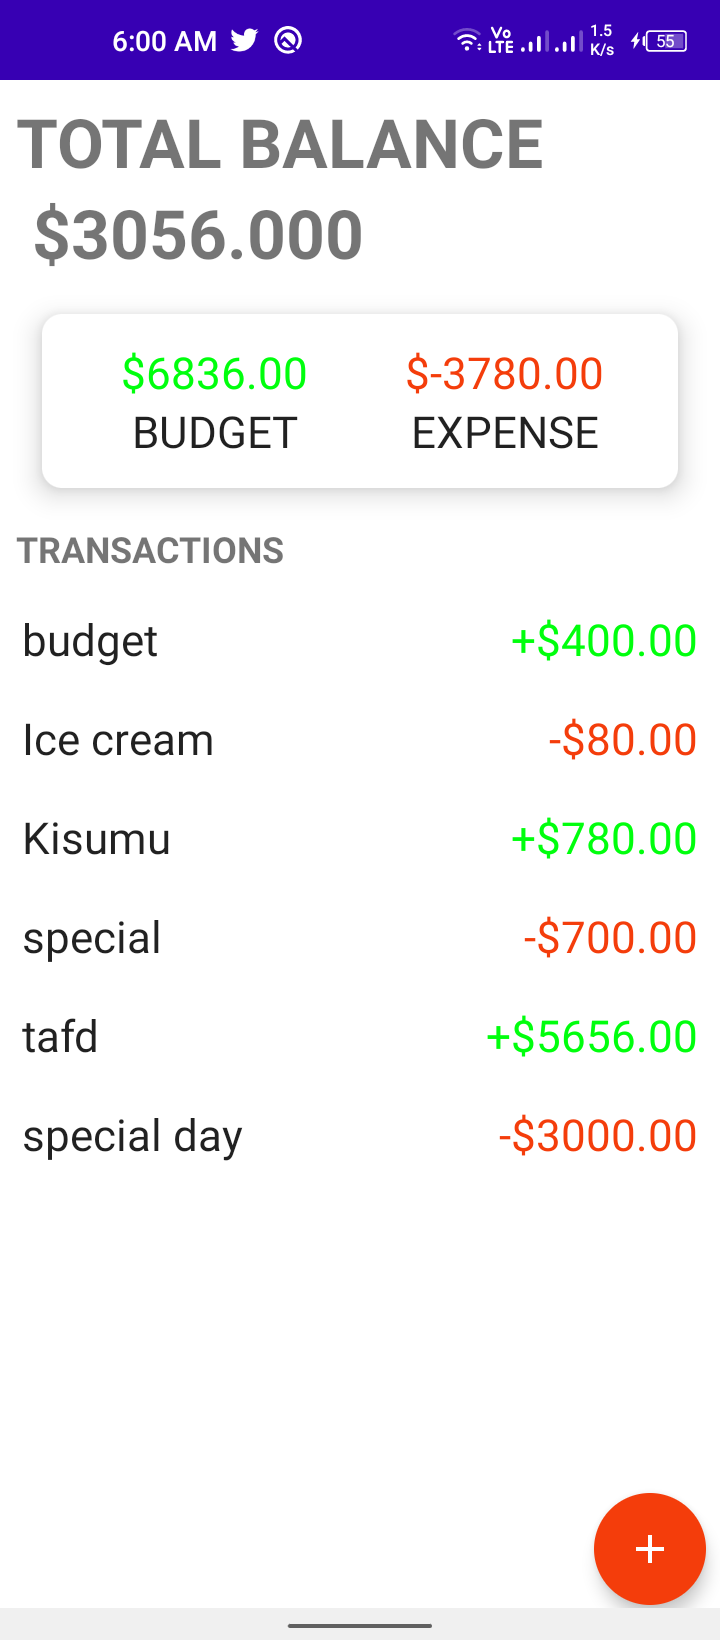 6:00 AM Vo LTE 1.5 K/s 55
TOTAL BALANCE
$3056.000
$6836.00 $-3780.00
BUDGET EXPENSE
TRANSACTIONS
budget +$400.00
Ice cream -$80.00
Kisumu +$780.00
special -$700.00
tafd +$5656.00
special day -$3000.00
+